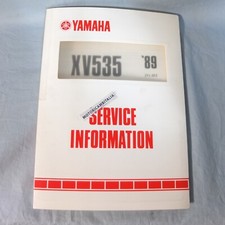 YAMAHA
XV535 '89
SERVICE
INFORMATION